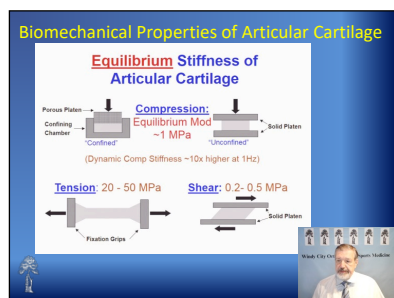 Biomechanical Properties of Articular Cartilage
Equilibrium Stiffness of
Articular Cartilage
Porous Platen
Confining
Chamber
"Confined"
Compression:
Equilibrium Mod
~1 MPa
Solid Platen
"Unconfined"
(Dynamic Comp Stiffness ~10x higher at 1Hz)
Tension: 20 - 50 MPa
Shear: 0.2- 0.5 MPa
Solid Platen
Fixation Grips
Windy City
Sports Medicine